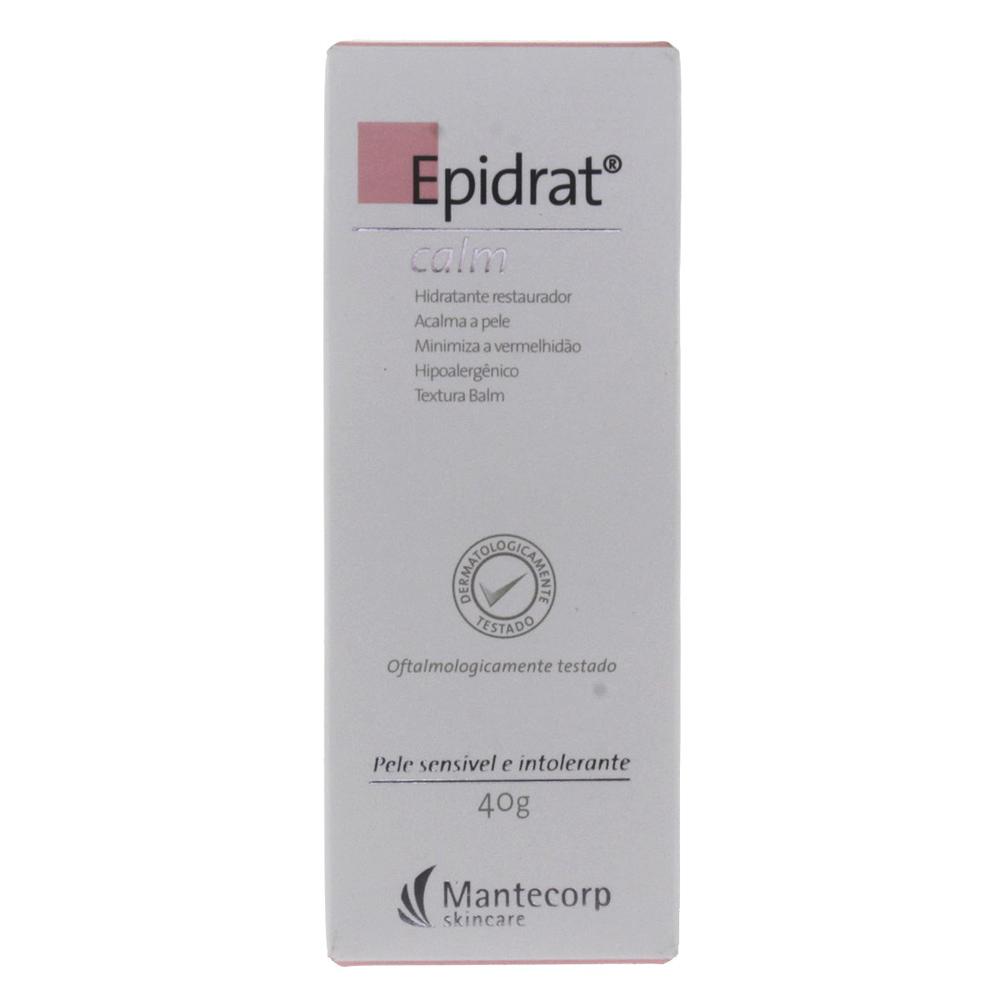 Epidrat®
calm
Hidratante restaurador
Acalma a pele
Minimiza a vermelhidão
Hipoalergênico
Textura Balm
DERMATOLOGICAMENTE
TESTADO
Oftalmologicamente testado
Pele sensível e intolerante
40g
Mantecorp
skincare